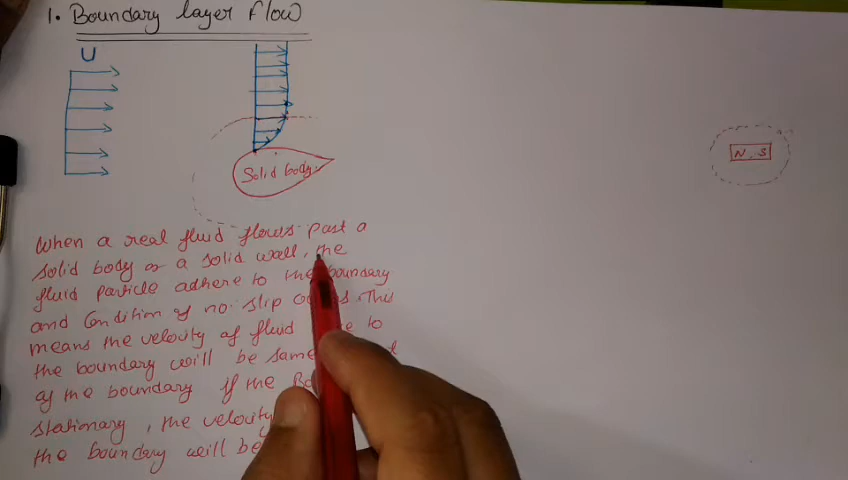 1. Boundary layer flow
U
Solid body
N S
When a real fluid flows past a
solid body or a solid wall, the
fluid particle adhere to the boundary
and Condition of no slip This
means the velocity of fluid to
the boundary will be same
of the boundary if the
stationary, the velocity
the boundary will be